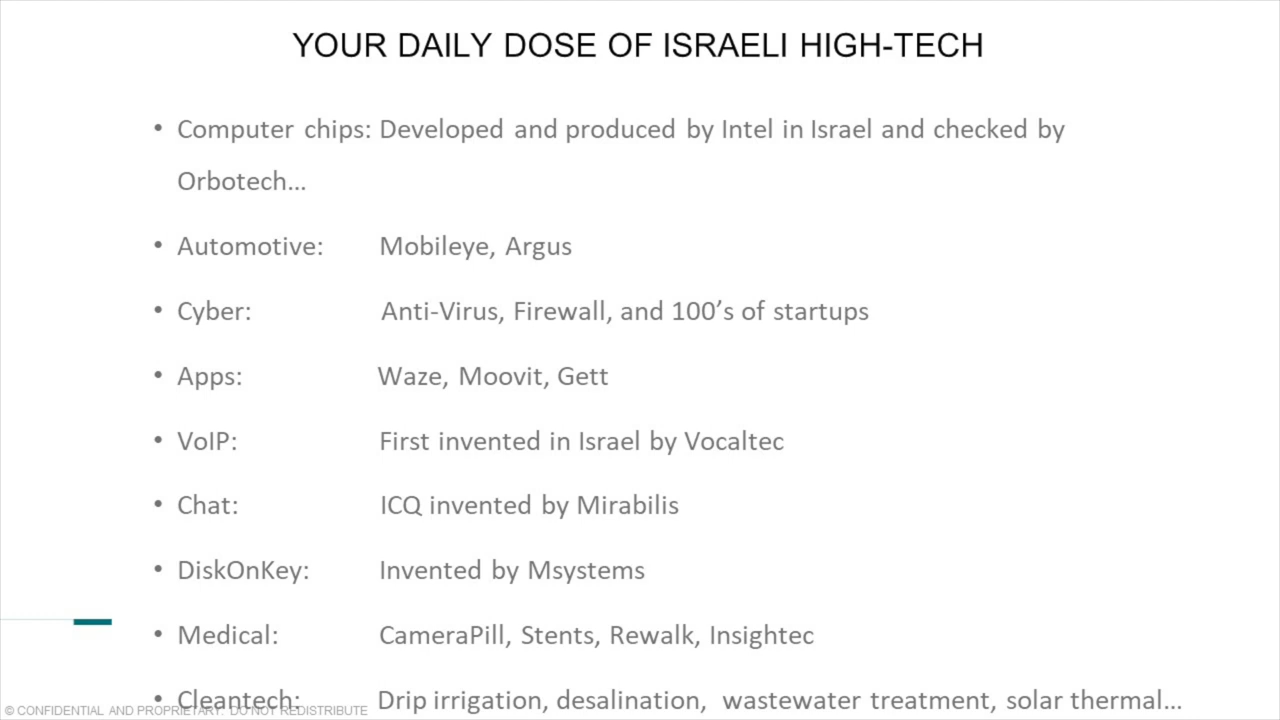 YOUR DAILY DOSE OF ISRAELI HIGH-TECH
• Computer chips: Developed and produced by Intel in Israel and checked by
Orbotech...
• Automotive: Mobileye, Argus
• Cyber: Anti-Virus, Firewall, and 100’s of startups
• Apps: Waze, Moovit, Gett
• VoIP: First invented in Israel by Vocaltec
• Chat: ICQ invented by Mirabilis
• DiskOnKey: Invented by Msystems
• Medical: CameraPill, Stents, Rewalk, Insightec
• Cleantech: Drip irrigation, desalination, wastewater treatment, solar thermal...
© CONFIDENTIAL AND PROPRIETARY. DO NOT REDISTRIBUTE